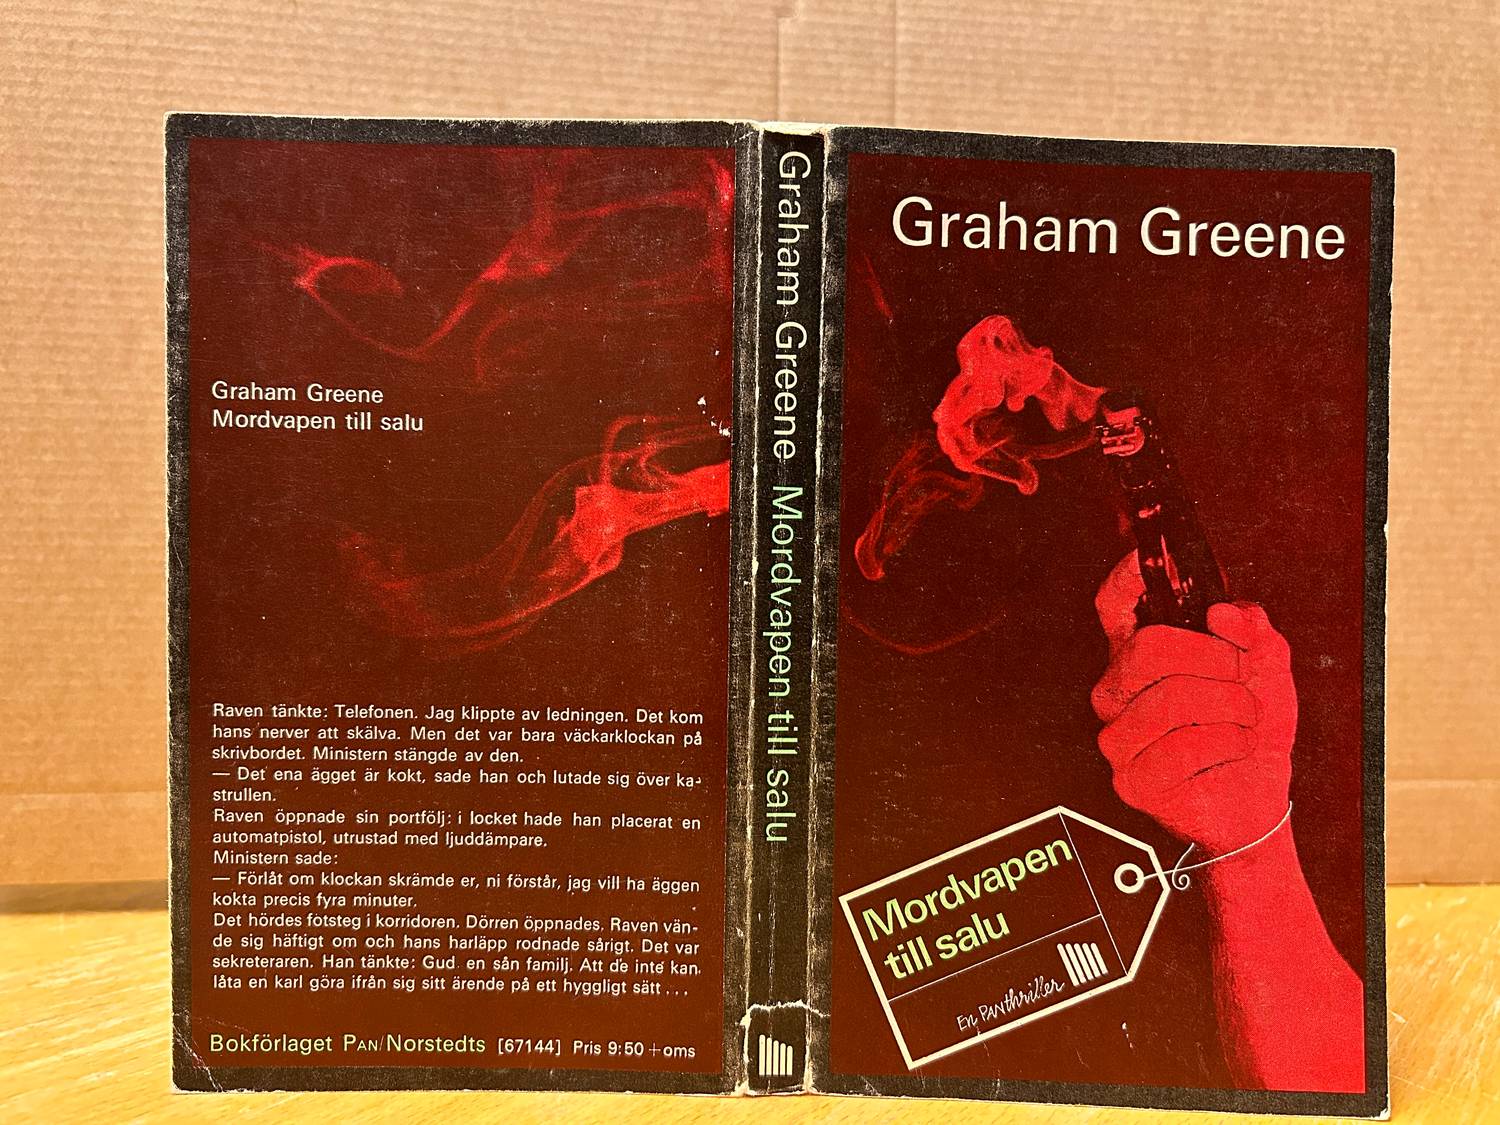 Graham Greene
Mordvapen till salu
Raven tänkte: Telefonen. Jag klippte av ledningen. Det kom
hans nerver att skälva. Men det var bara väckarklockan på
skrivbordet. Ministern stängde av den.
— Det ena ägget är kokt, sade han och lutade sig över ka-
strullen.
Raven öppnade sin portfölj: i locket hade han placerat en
automatpistol, utrustad med ljuddämpare.
Ministern sade:
— Förlåt om klockan skrämde er, ni förstår, jag vill ha äggen
kokta precis fyra minuter.
Det hördes fotsteg i korridoren. Dörren öppnades. Raven vän-
de sig häftigt om och hans harläpp rodnade sårigt. Det var
sekreteraren. Han tänkte: Gud en sån familj. Att de inte kan
låta en karl göra ifrån sig sitt ärende på ett hyggligt sätt . . .
Bokförlaget PAN/Norstedts [67144] Pris 9:50 + oms
Graham Greene Mordvapen till salu
Graham Greene
Mordvapen
till salu
En PANthriller